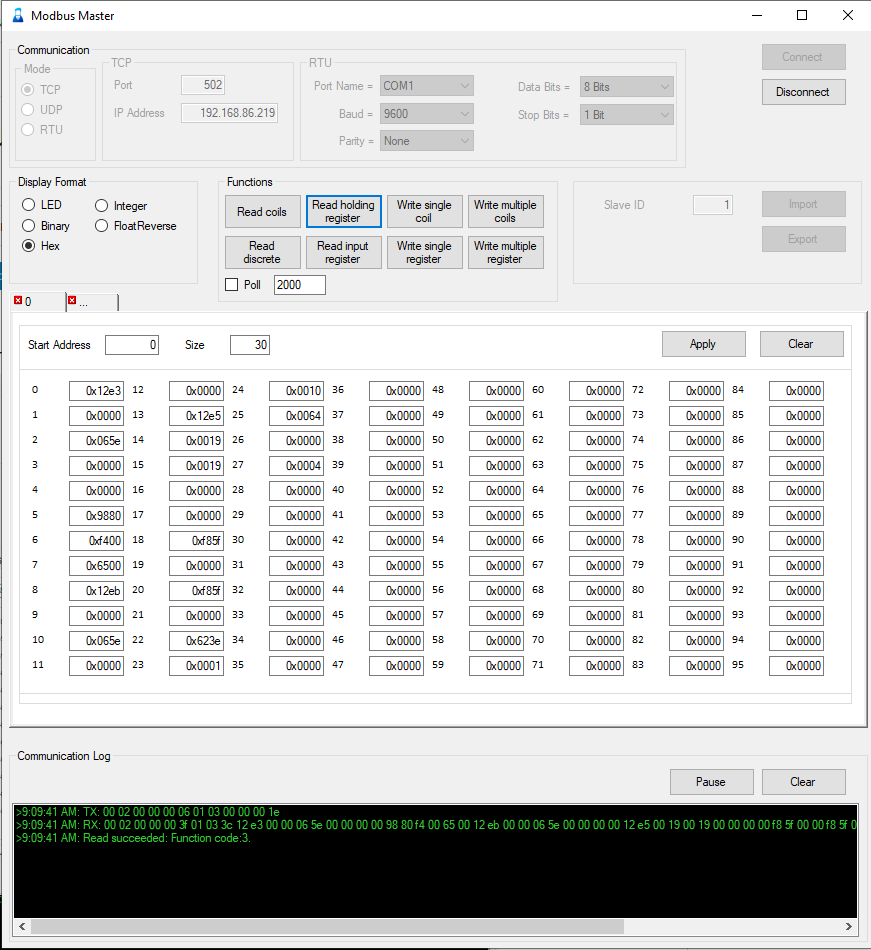 Modbus Master
Communication
Mode
TCP
UDP
RTU
TCP
Port 502
IP Address 192.168.86.219
RTU
Port Name = COM1
Baud = 9600
Parity = None
Data Bits = 8 Bits
Stop Bits = 1 Bit
Connect
Disconnect
Display Format
LED
Binary
Hex
Integer
FloatReverse
Functions
Read coils
Read holding
register
Write single
coil
Write multiple
coils
Read
discrete
Read input
register
Write single
register
Write multiple
register
Poll 2000
Slave ID 1
Import
Export
0
...
Start Address 0 Size 30
Apply
Clear
0 0x12e3 12 0x0000 24 0x0010 36 0x0000 48 0x0000 60 0x0000 72 0x0000 84 0x0000
1 0x0000 13 0x12e5 25 0x0064 37 0x0000 49 0x0000 61 0x0000 73 0x0000 85 0x0000
2 0x065e 14 0x0019 26 0x0000 38 0x0000 50 0x0000 62 0x0000 74 0x0000 86 0x0000
3 0x0000 15 0x0019 27 0x0004 39 0x0000 51 0x0000 63 0x0000 75 0x0000 87 0x0000
4 0x0000 16 0x0000 28 0x0000 40 0x0000 52 0x0000 64 0x0000 76 0x0000 88 0x0000
5 0x9880 17 0x0000 29 0x0000 41 0x0000 53 0x0000 65 0x0000 77 0x0000 89 0x0000
6 0xf400 18 0xf85f 30 0x0000 42 0x0000 54 0x0000 66 0x0000 78 0x0000 90 0x0000
7 0x6500 19 0x0000 31 0x0000 43 0x0000 55 0x0000 67 0x0000 79 0x0000 91 0x0000
8 0x12eb 20 0xf85f 32 0x0000 44 0x0000 56 0x0000 68 0x0000 80 0x0000 92 0x0000
9 0x0000 21 0x0000 33 0x0000 45 0x0000 57 0x0000 69 0x0000 81 0x0000 93 0x0000
10 0x065e 22 0x623e 34 0x0000 46 0x0000 58 0x0000 70 0x0000 82 0x0000 94 0x0000
11 0x0000 23 0x0001 35 0x0000 47 0x0000 59 0x0000 71 0x0000 83 0x0000 95 0x0000
Communication Log
Pause
Clear
>9:09:41 AM: TX: 00 02 00 00 00 06 01 03 00 00 00 1e
>9:09:41 AM: RX: 00 02 00 00 00 3f 01 03 3c 12 e3 00 00 06 5e 00 00 00 00 98 80 f4 00 65 00 12 eb 00 00 06 5e 00 00 00 00 12 e5 00 19 00 19 00 00 00 00 f8 5f 00 00 f8 5f 0
>9:09:41 AM: Read succeeded: Function code:3.